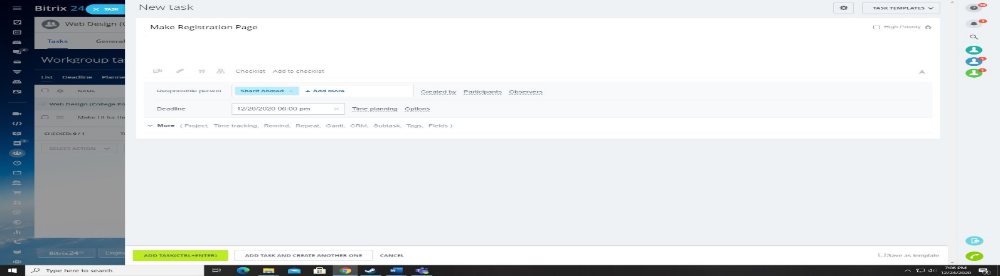 Bitrix 24
× TASK
New task
TASK TEMPLATES
10
Web Design (C
Make Registration Page
High Priority
Tasks General
Workgroup ta
Checklist Add to checklist
List Deadline Planne
NAME
Responsible person
Sharif Ahmed ×
+ Add more
Created by Participants Observers
Web Design (College Po
Deadline
12/26/2020 06:00 pm ×
Time planning Options
Make UI for the
More ( Project, Time tracking, Remind, Repeat, Gantt, CRM, Subtask, Tags, Fields )
CHECKED: 0 / 1
SELECT ACTION
Bitrix24©
Englis
ADD TASK(CTRL+ENTER)
ADD TASK AND CREATE ANOTHER ONE
CANCEL
Save as template
Type here to search
7:06 PM
12/24/2020